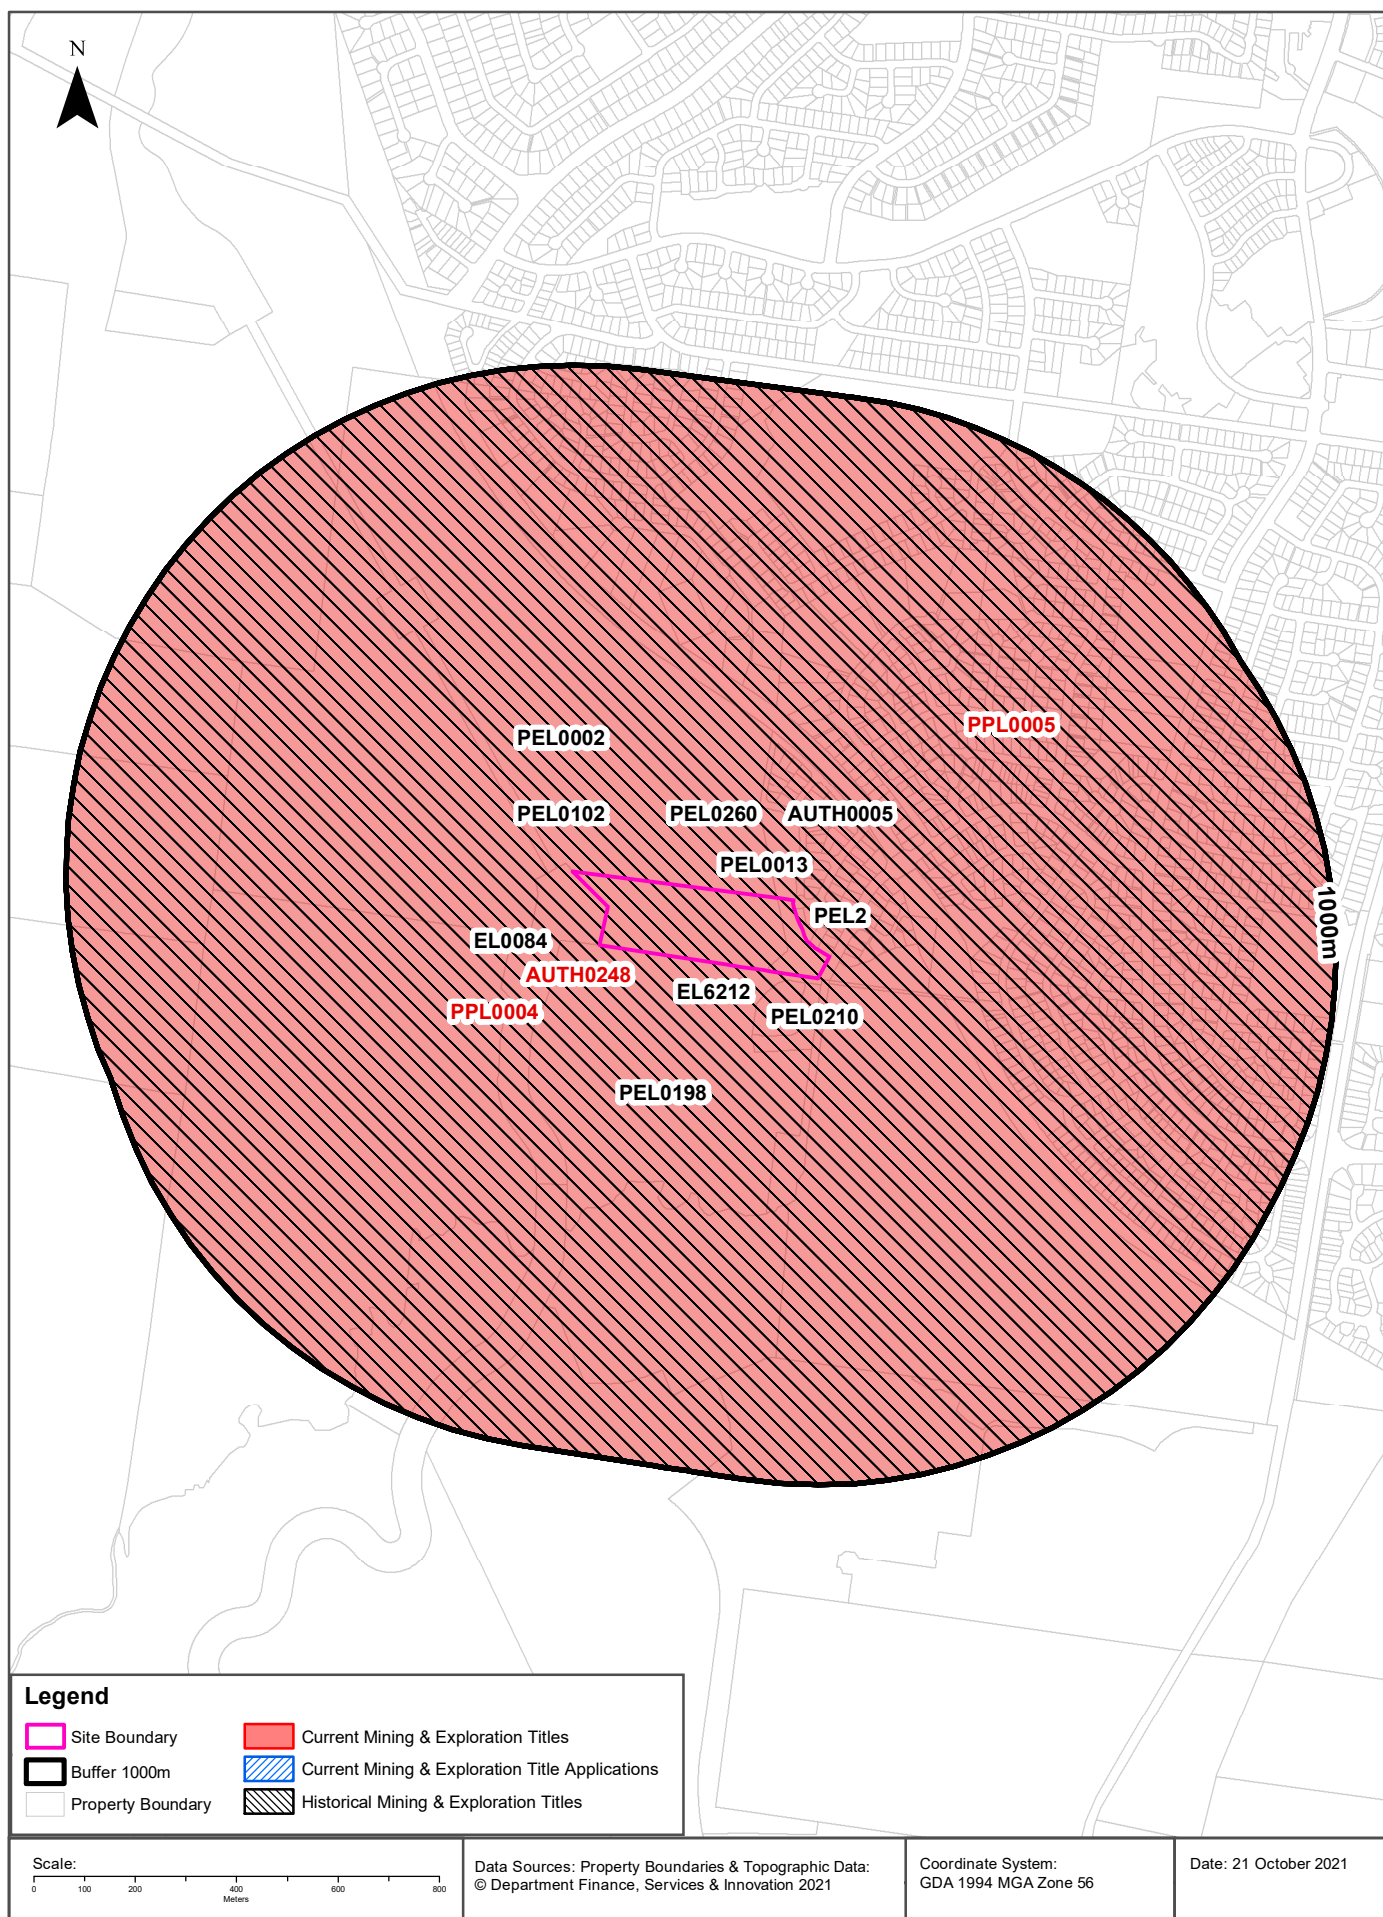 N
PEL0002
PPL0005
PEL0102
PEL0260
AUTH0005
PEL0013
PEL2
1000m
EL0084
AUTH0248
EL6212
PPL0004
PEL0210
PEL0198
Legend
Site Boundary
Buffer 1000m
Property Boundary
Current Mining & Exploration Titles
Current Mining & Exploration Title Applications
Historical Mining & Exploration Titles
Scale:
0 100 200 400 600 800
Meters
Data Sources: Property Boundaries & Topographic Data:
© Department Finance, Services & Innovation 2021
Coordinate System:
GDA 1994 MGA Zone 56
Date: 21 October 2021